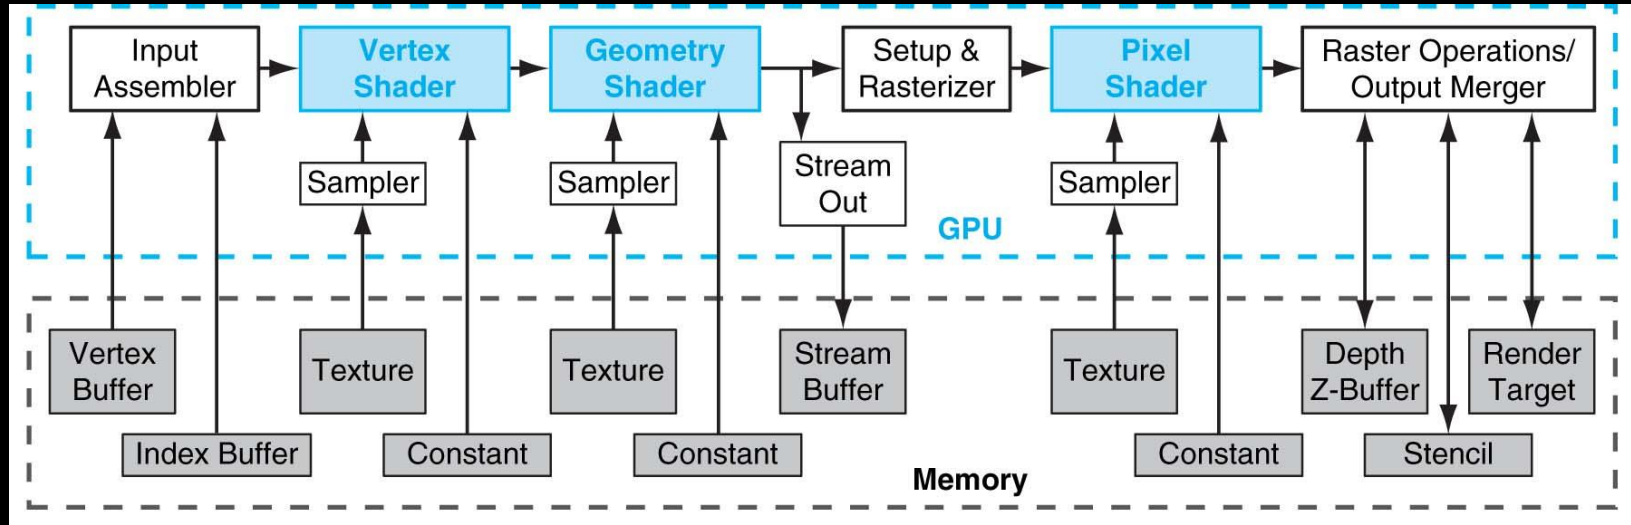 Input
Assembler
Vertex
Shader
Geometry
Shader
Setup &
Rasterizer
Pixel
Shader
Raster Operations/
Output Merger
Sampler
Sampler
Stream
Out
Sampler
GPU
Vertex
Buffer
Texture
Texture
Stream
Buffer
Texture
Depth
Z-Buffer
Render
Target
Index Buffer
Constant
Constant
Constant
Stencil
Memory